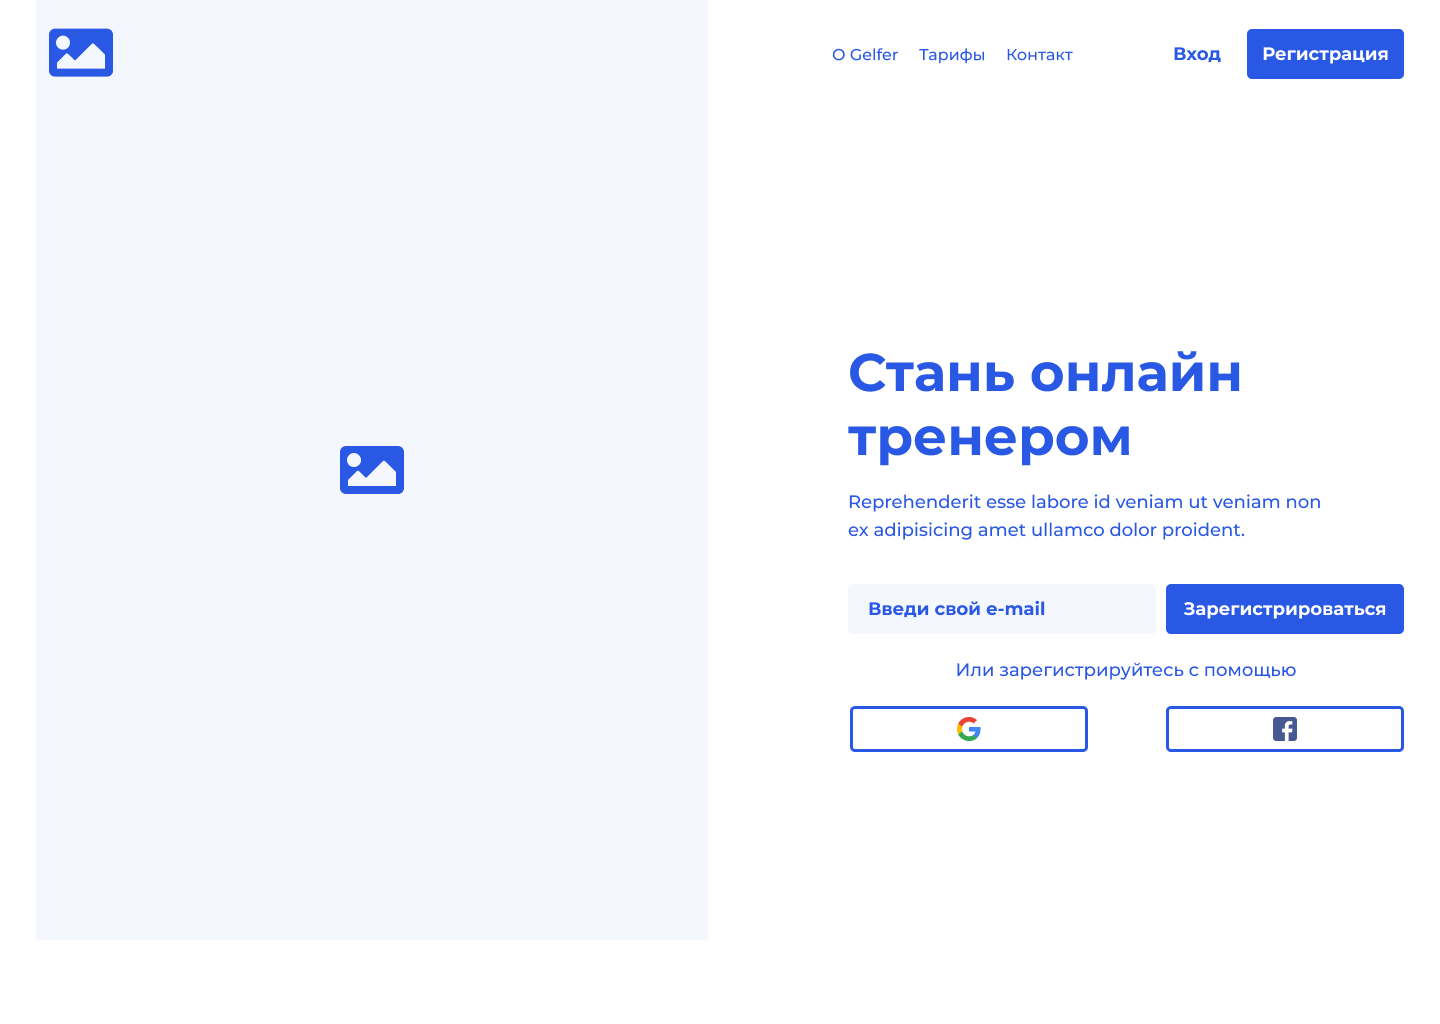 О Gelfer
Тарифы
Контакт
Вход
Регистрация
Стань онлайн
тренером
Reprehenderit esse labore id veniam ut veniam non
ex adipisicing amet ullamco dolor proident.
Введи свой e-mail
Зарегистрироваться
Или зарегистрируйтесь с помощью